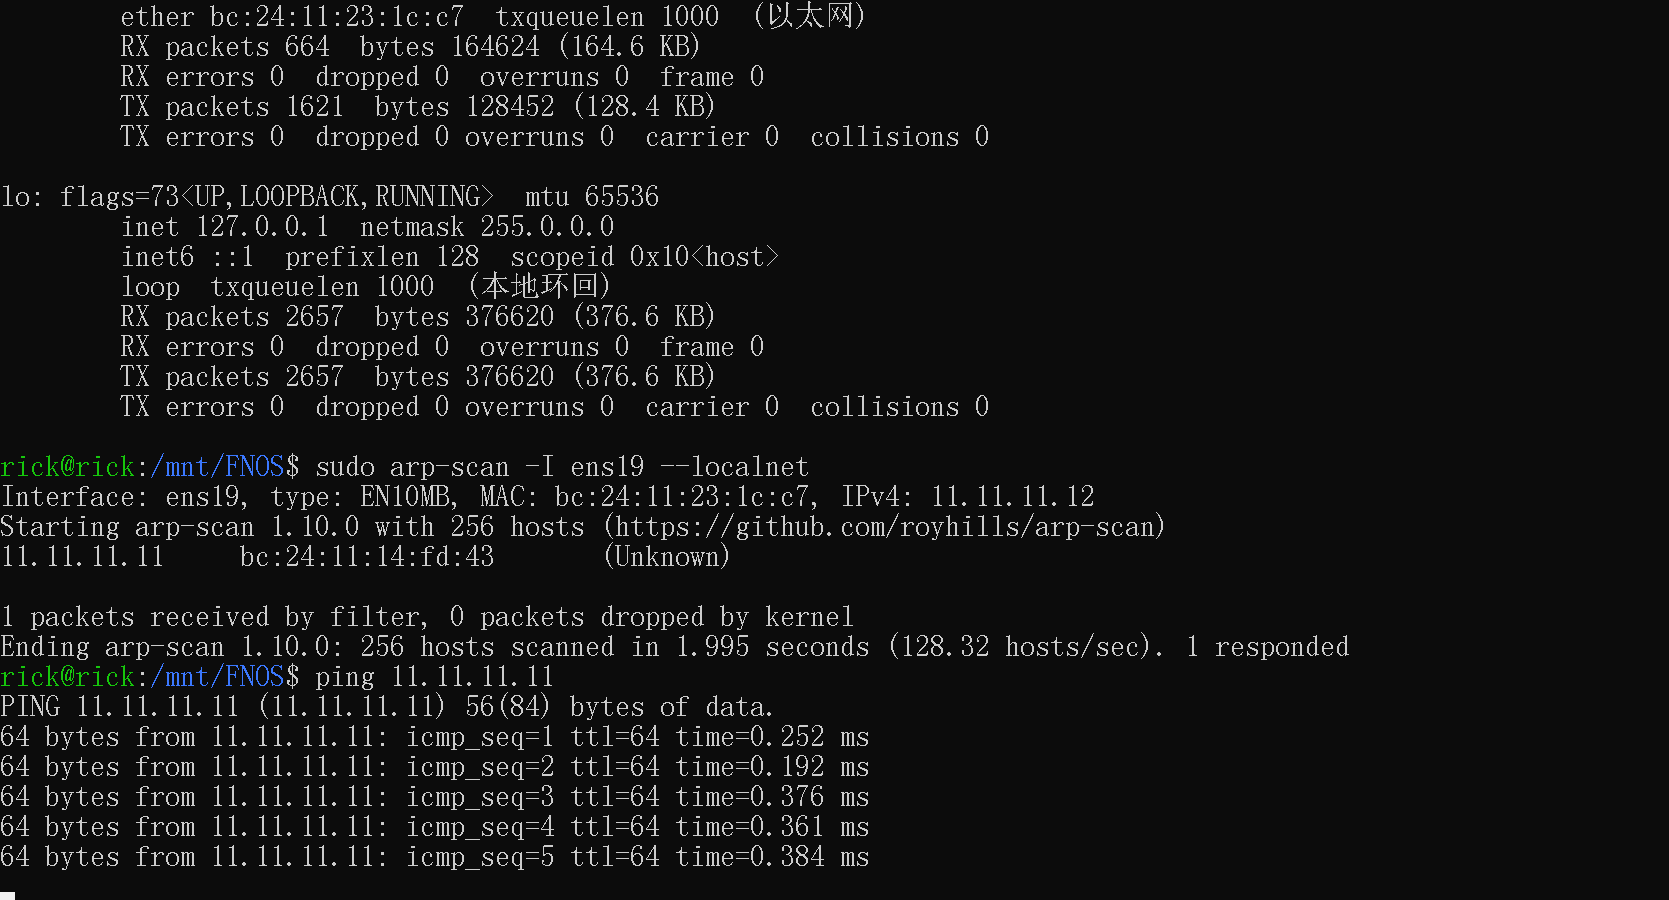 ether bc:24:11:23:1c:c7  txqueuelen 1000  (以太网)
RX packets 664  bytes 164624 (164.6 KB)
RX errors 0  dropped 0  overruns 0  frame 0
TX packets 1621  bytes 128452 (128.4 KB)
TX errors 0  dropped 0 overruns 0  carrier 0  collisions 0
lo: flags=73<UP,LOOPBACK,RUNNING>  mtu 65536
inet 127.0.0.1  netmask 255.0.0.0
inet6 ::1  prefixlen 128  scopeid 0x10<host>
loop  txqueuelen 1000  (本地环回)
RX packets 2657  bytes 376620 (376.6 KB)
RX errors 0  dropped 0  overruns 0  frame 0
TX packets 2657  bytes 376620 (376.6 KB)
TX errors 0  dropped 0 overruns 0  carrier 0  collisions 0
rick@rick:/mnt/FNOS$ sudo arp-scan -I ens19 --localnet
Interface: ens19, type: EN10MB, MAC: bc:24:11:23:1c:c7, IPv4: 11.11.11.12
Starting arp-scan 1.10.0 with 256 hosts (https://github.com/royhills/arp-scan)
11.11.11.11     bc:24:11:14:fd:43       (Unknown)
1 packets received by filter, 0 packets dropped by kernel
Ending arp-scan 1.10.0: 256 hosts scanned in 1.995 seconds (128.32 hosts/sec). 1 responded
rick@rick:/mnt/FNOS$ ping 11.11.11.11
PING 11.11.11.11 (11.11.11.11) 56(84) bytes of data.
64 bytes from 11.11.11.11: icmp_seq=1 ttl=64 time=0.252 ms
64 bytes from 11.11.11.11: icmp_seq=2 ttl=64 time=0.192 ms
64 bytes from 11.11.11.11: icmp_seq=3 ttl=64 time=0.376 ms
64 bytes from 11.11.11.11: icmp_seq=4 ttl=64 time=0.361 ms
64 bytes from 11.11.11.11: icmp_seq=5 ttl=64 time=0.384 ms